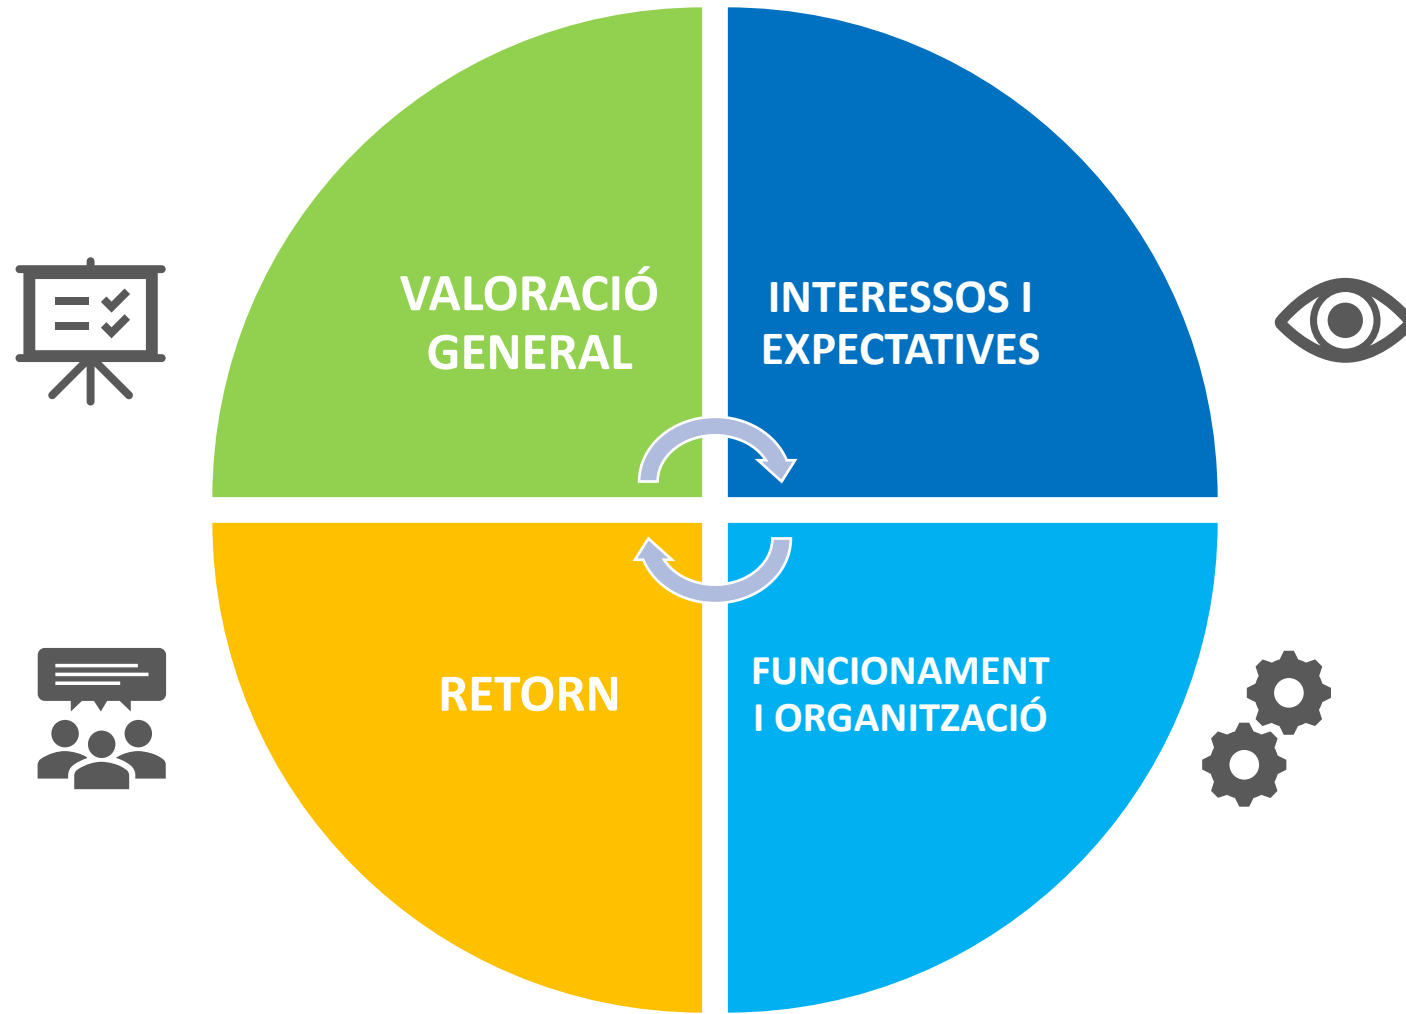 VALORACIÓ
GENERAL
INTERESSOS I
EXPECTATIVES
RETORN
FUNCIONAMENT
I ORGANITZACIÓ